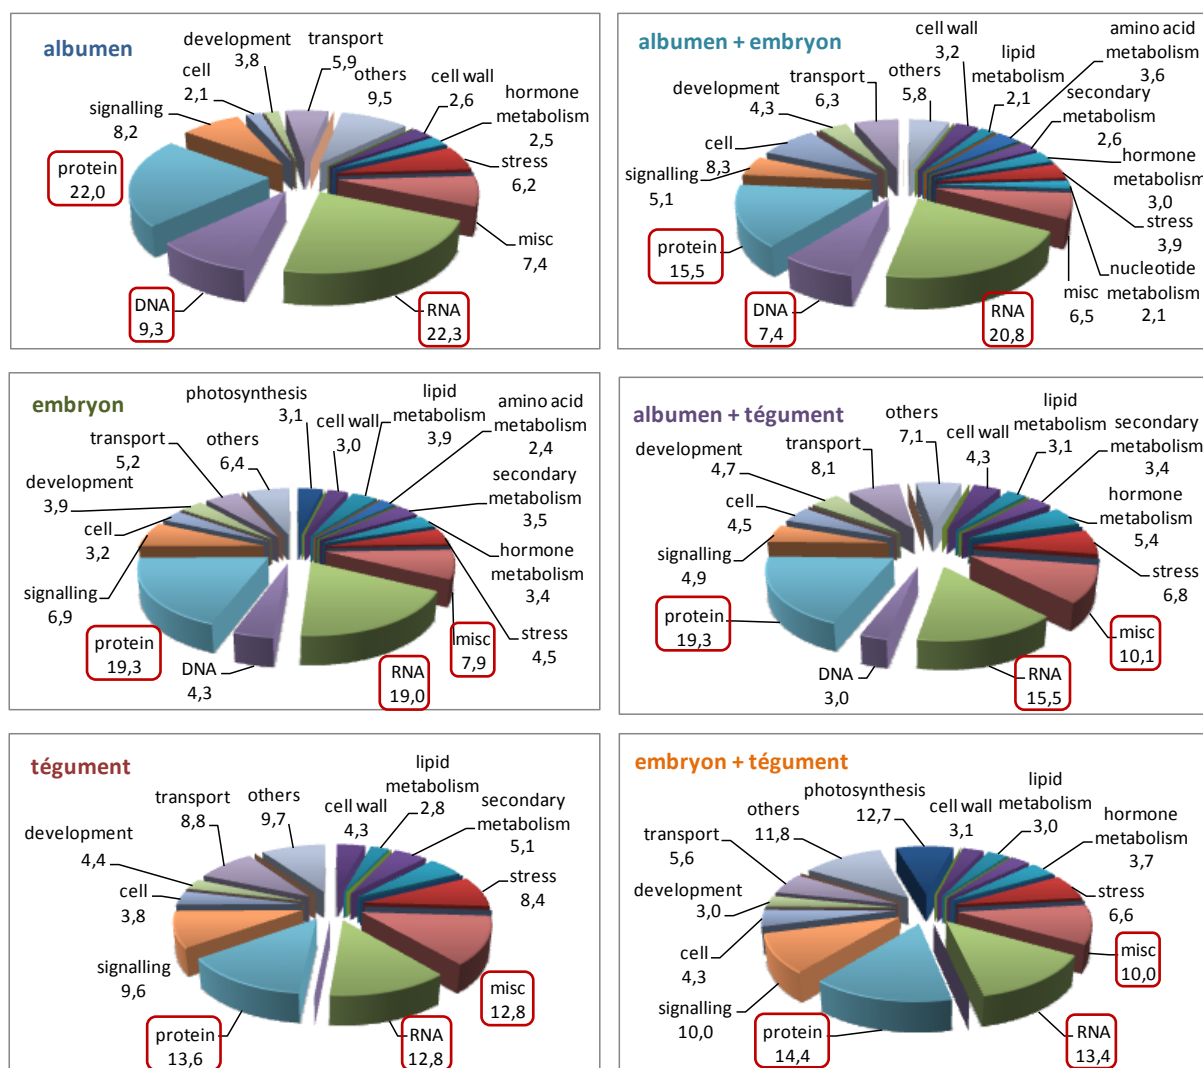 albumen
development
3,8
transport
5,9
others
9,5
cell wall
2,6
hormone
metabolism
2,5
stress
6,2
misc
7,4
RNA
22,3
DNA
9,3
protein
22,0
signalling
8,2
cell
2,1
albumen + embryon
development
4,3
transport
6,3
others
5,8
cell wall
3,2
lipid
metabolism
2,1
amino acid
metabolism
3,6
secondary
metabolism
2,6
hormone
metabolism
3,0
stress
3,9
nucleotide
metabolism
2,1
misc
6,5
RNA
20,8
DNA
7,4
protein
15,5
signalling
5,1
cell
8,3
embryon
photosynthesis
3,1
cell wall
3,0
lipid
metabolism
3,9
amino acid
metabolism
2,4
secondary
metabolism
3,5
hormone
metabolism
3,4
stress
4,5
misc
7,9
RNA
19,0
DNA
4,3
protein
19,3
signalling
6,9
cell
3,2
development
3,9
transport
5,2
others
6,4
albumen + tégument
others
7,1
cell wall
4,3
lipid
metabolism
3,1
secondary
metabolism
3,4
hormone
metabolism
5,4
stress
6,8
misc
10,1
RNA
15,5
DNA
3,0
protein
19,3
signalling
4,9
cell
4,5
development
4,7
transport
8,1
tégument
transport
8,8
others
9,7
cell wall
4,3
lipid
metabolism
2,8
secondary
metabolism
5,1
stress
8,4
misc
12,8
RNA
12,8
protein
13,6
signalling
9,6
cell
3,8
development
4,4
embryon + tégument
photosynthesis
12,7
cell wall
3,1
lipid
metabolism
3,0
hormone
metabolism
3,7
stress
6,6
misc
10,0
RNA
13,4
protein
14,4
signalling
10,0
cell
4,3
development
3,0
transport
5,6
others
11,8